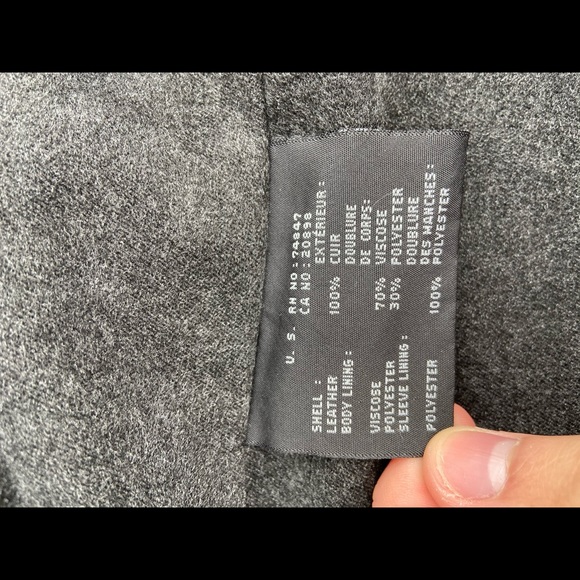 U. S. RN NO: 74847
CA NO: 20898
SHELL : EXTÉRIEUR :
LEATHER 100% CUIR
BODY LINING : DOUBLURE
DE CORPS:
VISCOSE 70% VISCOSE
POLYESTER 30% POLYESTER
SLEEVE LINING : DOUBLURE
DES MANCHES :
POLYESTER 100% POLYESTER